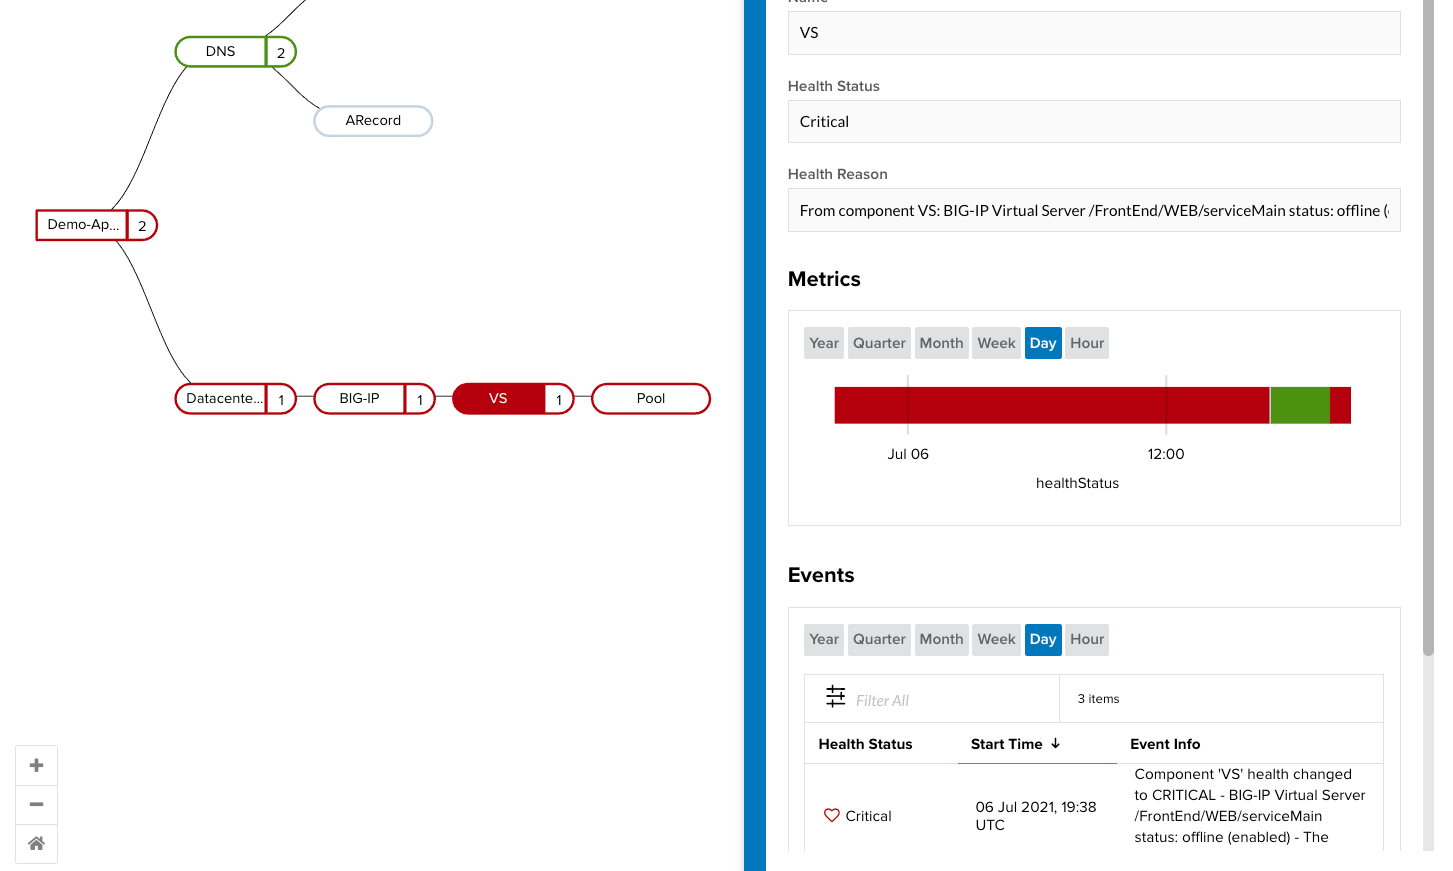 DNS
2
ARecord
Demo-Ap...
2
Datacente...
1
BIG-IP
1
VS
1
Pool
Name
VS
Health Status
Critical
Health Reason
From component VS: BIG-IP Virtual Server /FrontEnd/WEB/serviceMain status: offline (
Metrics
Year
Quarter
Month
Week
Day
Hour
Jul 06
12:00
healthStatus
Events
Year
Quarter
Month
Week
Day
Hour
Filter All
3 items
Health Status
Start Time
Event Info
Critical
06 Jul 2021, 19:38
UTC
Component 'VS' health changed
to CRITICAL - BIG-IP Virtual Server
/FrontEnd/WEB/serviceMain
status: offline (enabled) - The